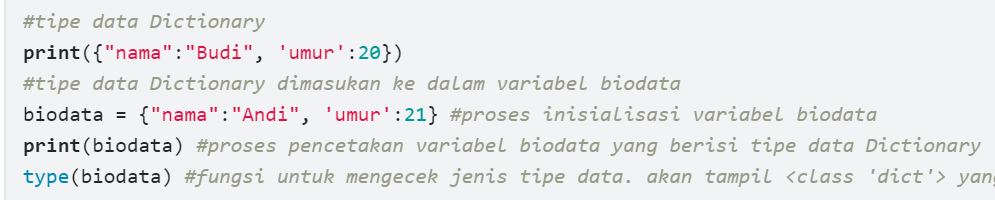 #tipe data Dictionary
print({"nama":"Budi", 'umur':20})
#tipe data Dictionary dimasukan ke dalam variabel biodata
biodata = {"nama":"Andi", 'umur':21} #proses inisialisasi variabel biodata
print(biodata) #proses pencetakan variabel biodata yang berisi tipe data Dictionary
type(biodata) #fungsi untuk mengecek jenis tipe data. akan tampil <class 'dict'> yang